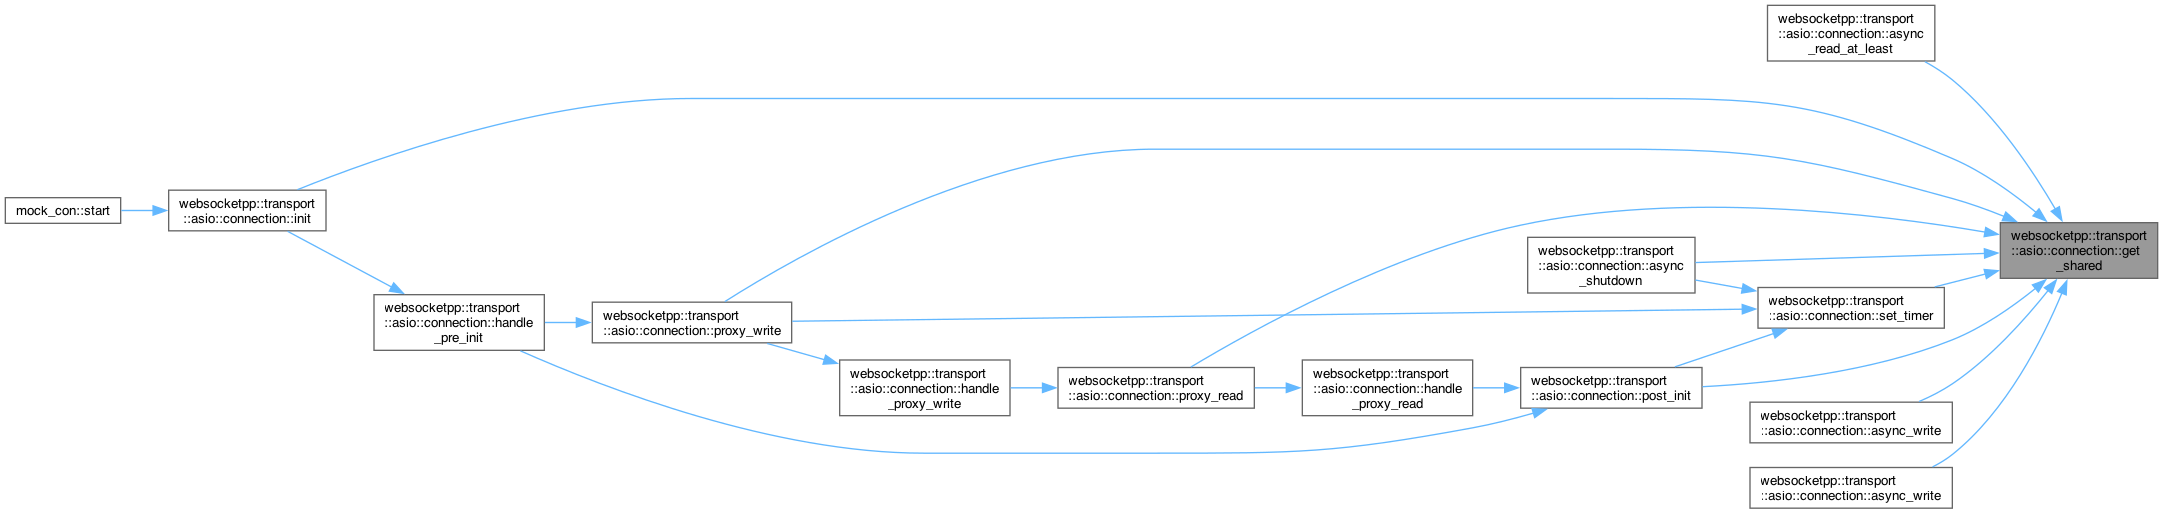 websocketpp::transport
::asio::connection::async
_read_at_least
mock_con::start
websocketpp::transport
::asio::connection::init
websocketpp::transport
::asio::connection::get
_shared
websocketpp::transport
::asio::connection::async
_shutdown
websocketpp::transport
::asio::connection::handle
_pre_init
websocketpp::transport
::asio::connection::proxy_write
websocketpp::transport
::asio::connection::set_timer
websocketpp::transport
::asio::connection::handle
_proxy_write
websocketpp::transport
::asio::connection::proxy_read
websocketpp::transport
::asio::connection::handle
_proxy_read
websocketpp::transport
::asio::connection::post_init
websocketpp::transport
::asio::connection::async_write
websocketpp::transport
::asio::connection::async_write